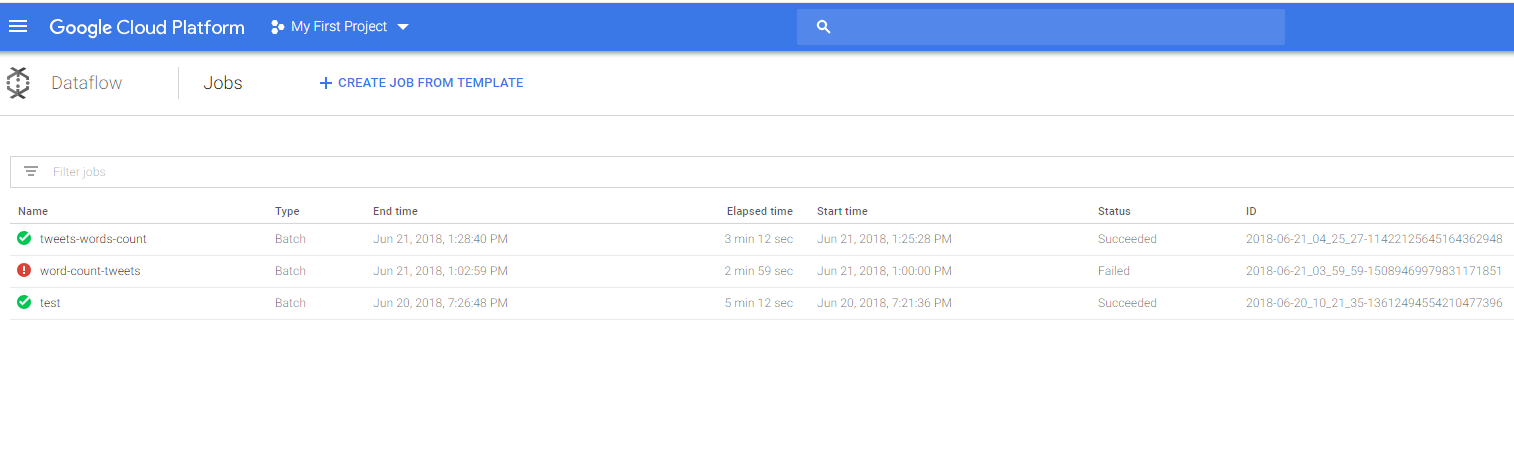 Google Cloud Platform My First Project
Dataflow Jobs + CREATE JOB FROM TEMPLATE
Filter jobs
Name Type End time Elapsed time Start time Status ID
tweets-words-count Batch Jun 21, 2018, 1:28:40 PM 3 min 12 sec Jun 21, 2018, 1:25:28 PM Succeeded 2018-06-21_04_25_27-11422125645164362948
word-count-tweets Batch Jun 21, 2018, 1:02:59 PM 2 min 59 sec Jun 21, 2018, 1:00:00 PM Failed 2018-06-21_03_59_59-15089469979831171851
test Batch Jun 20, 2018, 7:26:48 PM 5 min 12 sec Jun 20, 2018, 7:21:36 PM Succeeded 2018-06-20_10_21_35-13612494554210477396